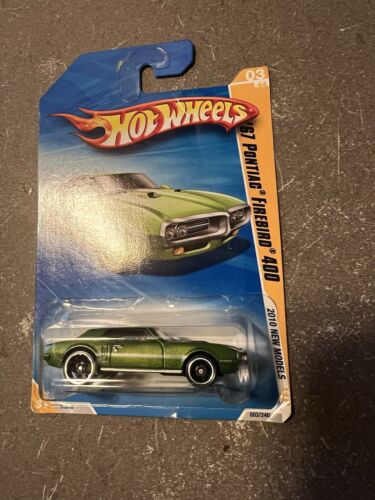 HOT WHEELS
03
'67 PONTIAC® FIREBIRD® 400
2010 NEW MODELS
003/240